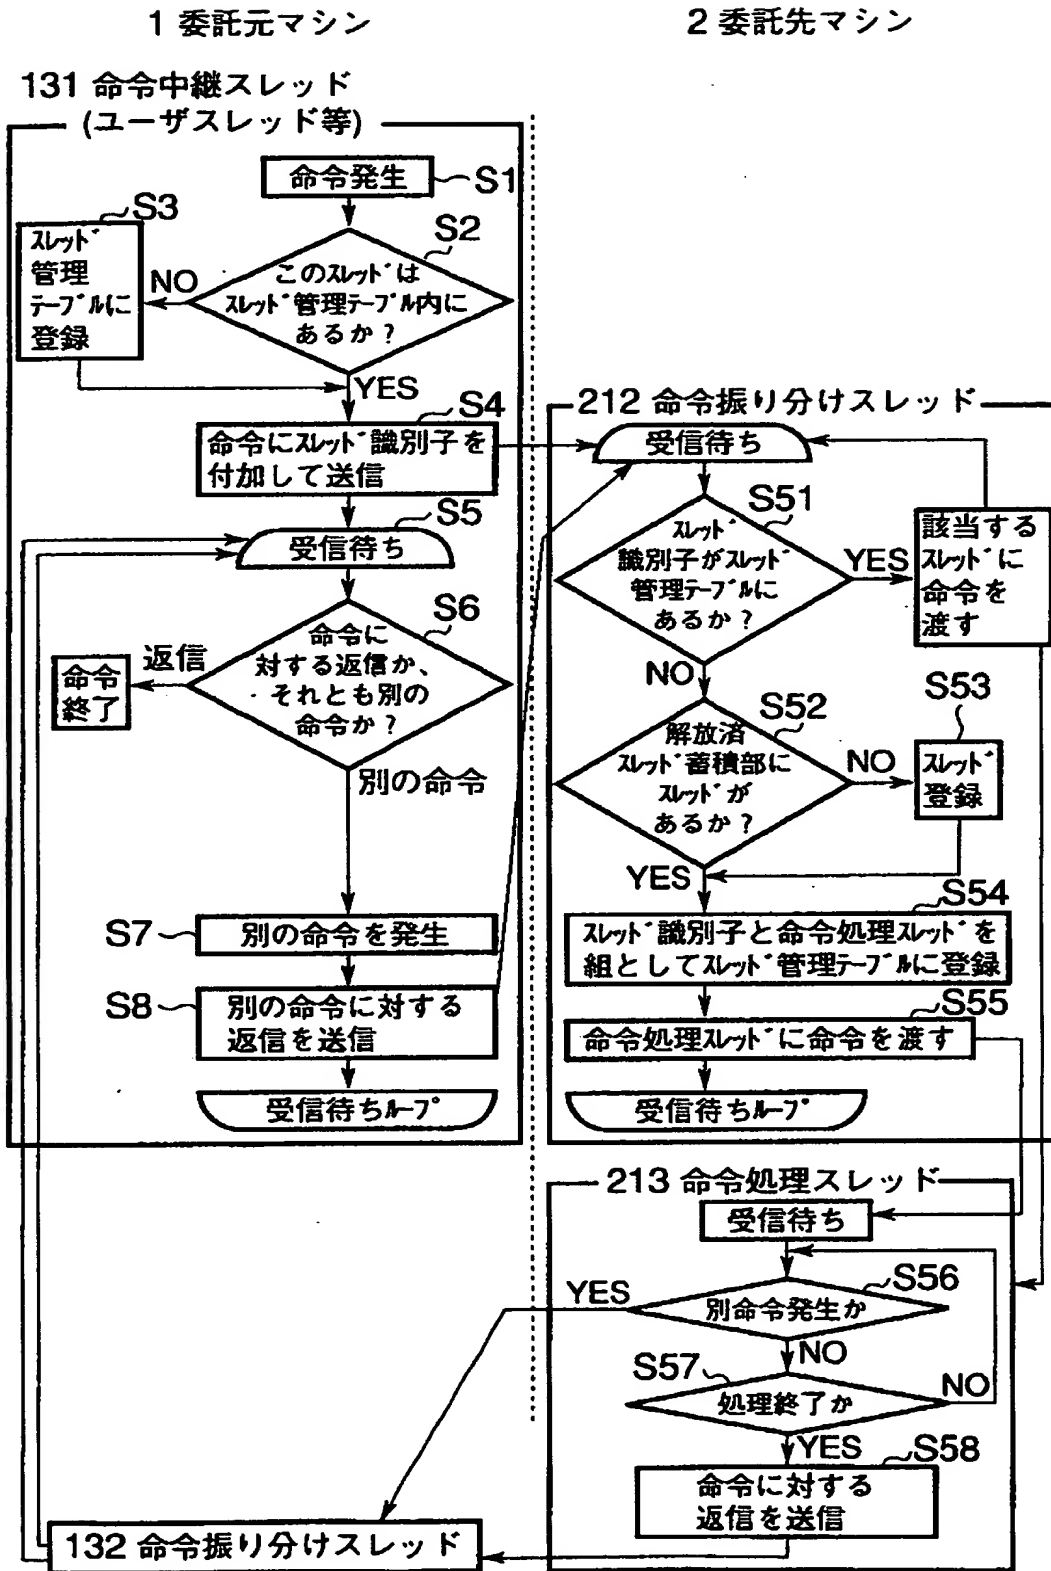 1 委託元マシン
2 委託先マシン
131 命令中継スレッド
(ユーザスレッド等)
命令発生
S1
S3
スレッド
管理
テーブルに
登録
NO
S2
このスレッドは
スレッド管理テーブル内に
あるか?
YES
S4
命令にスレッド識別子を
付加して送信
S5
受信待ち
S6
命令に
対する返信か、
それとも別の
命令か?
返信
命令
終了
別の命令
S7
別の命令を発生
S8
別の命令に対する
返信を送信
受信待ちループ
212 命令振り分けスレッド
受信待ち
S51
スレッド
識別子がスレッド
管理テーブルに
あるか?
YES
該当する
スレッドに
命令を
渡す
NO
S52
解放済
スレッド蓄積部に
スレッドが
あるか?
NO
S53
スレッド
登録
YES
S54
スレッド識別子と命令処理スレッドを
組としてスレッド管理テーブルに登録
S55
命令処理スレッドに命令を渡す
受信待ちループ
213 命令処理スレッド
受信待ち
S56
別命令発生か
YES
NO
S57
処理終了か
NO
YES
S58
命令に対する
返信を送信
132 命令振り分けスレッド